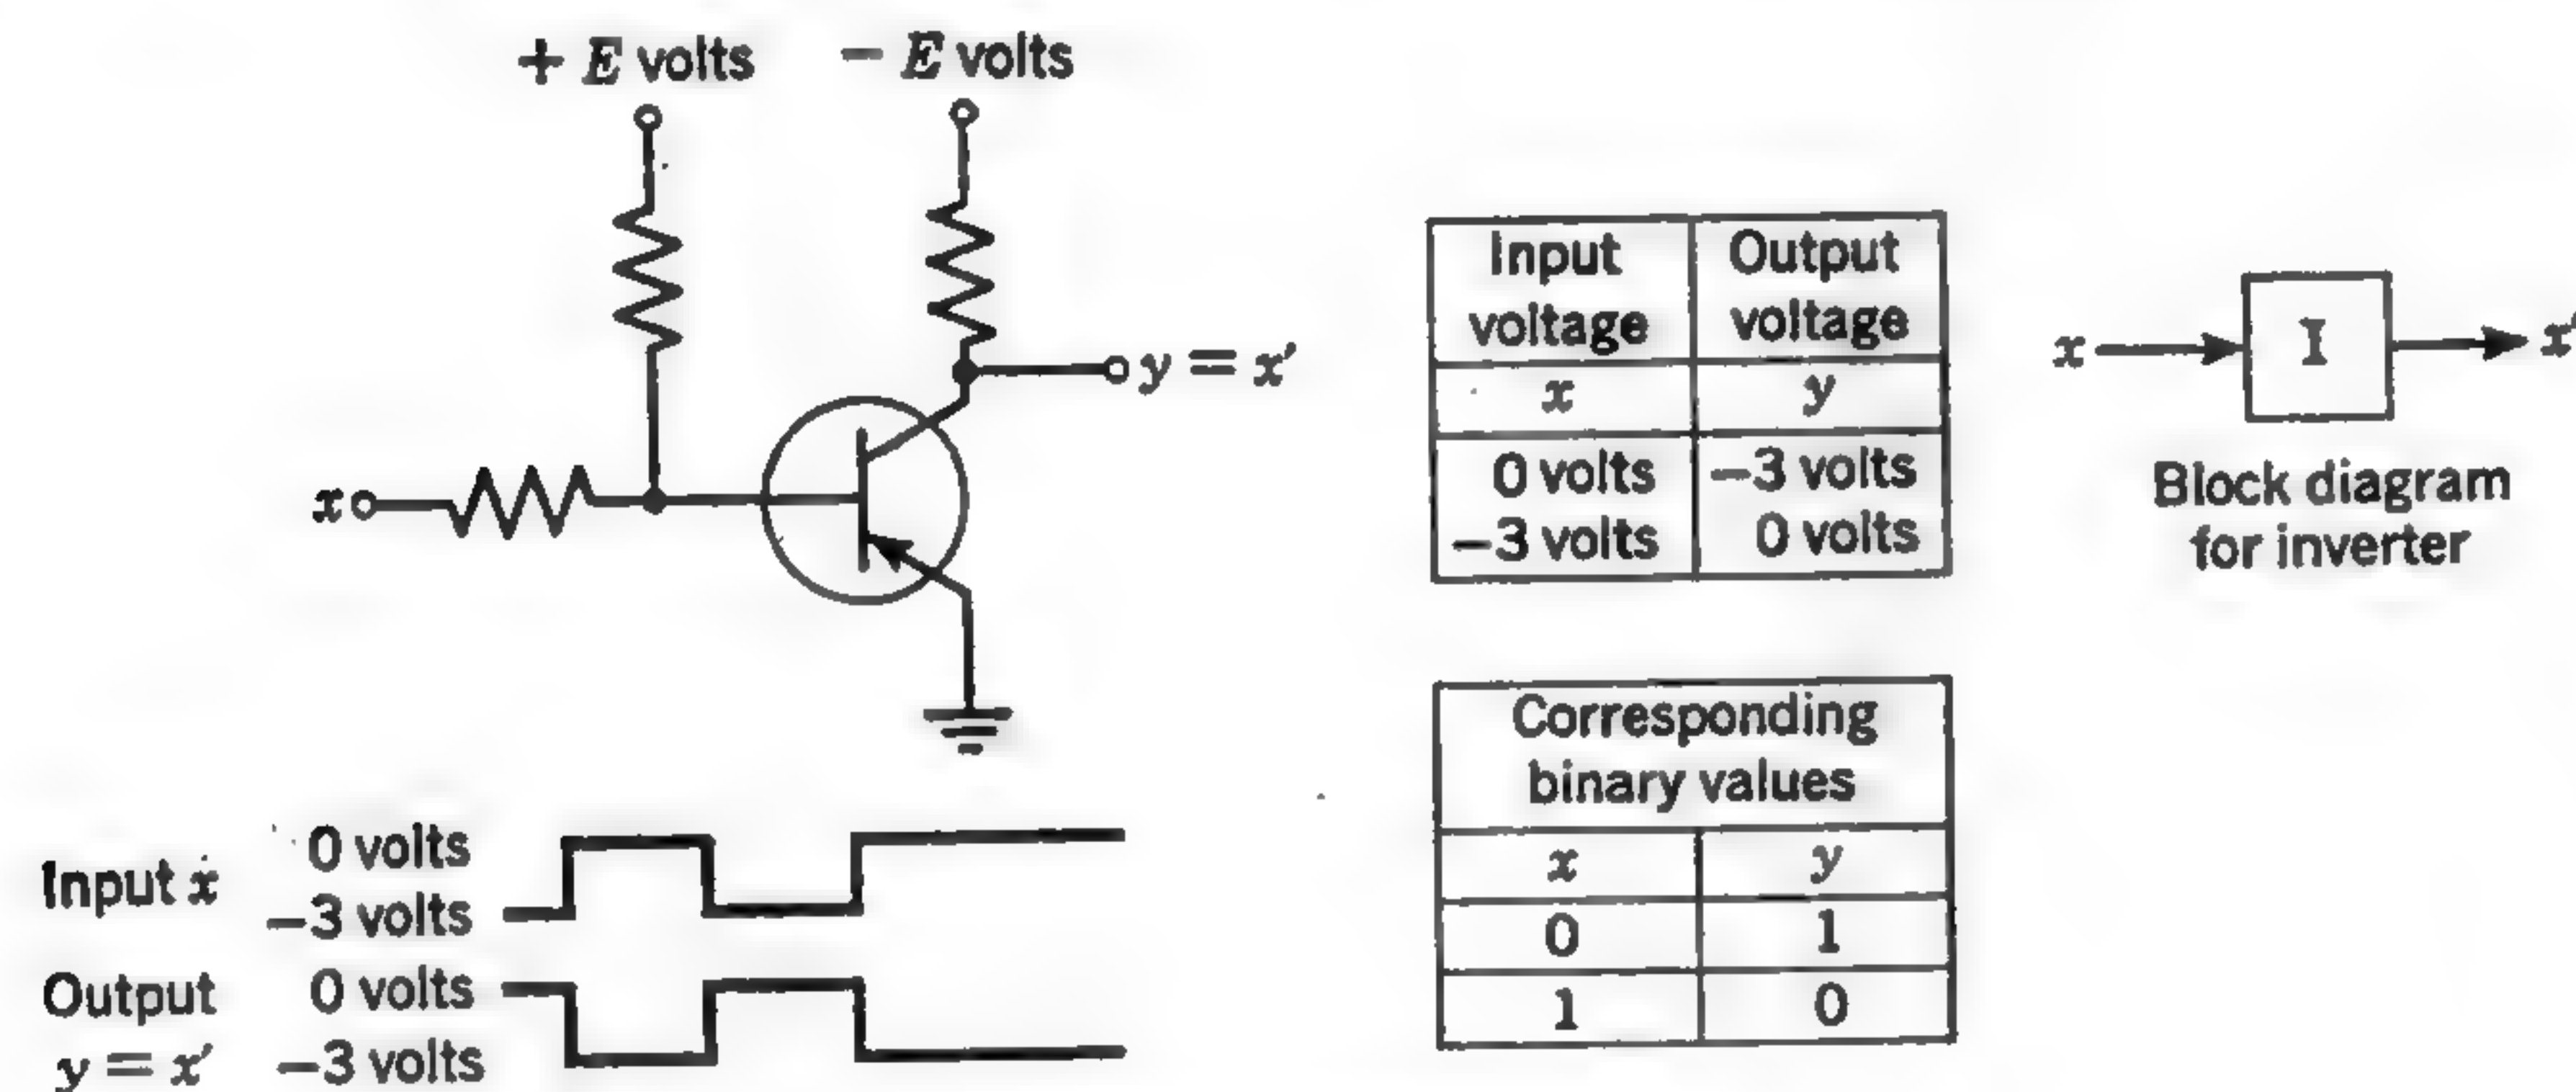 + E volts
− E volts
y = x′
x
Input voltage
Output voltage
x
y
0 volts
−3 volts
−3 volts
0 volts
x
I
x′
Block diagram
for inverter
Corresponding
binary values
x
y
0
1
1
0
Input x
0 volts
−3 volts
Output
y = x′
0 volts
−3 volts